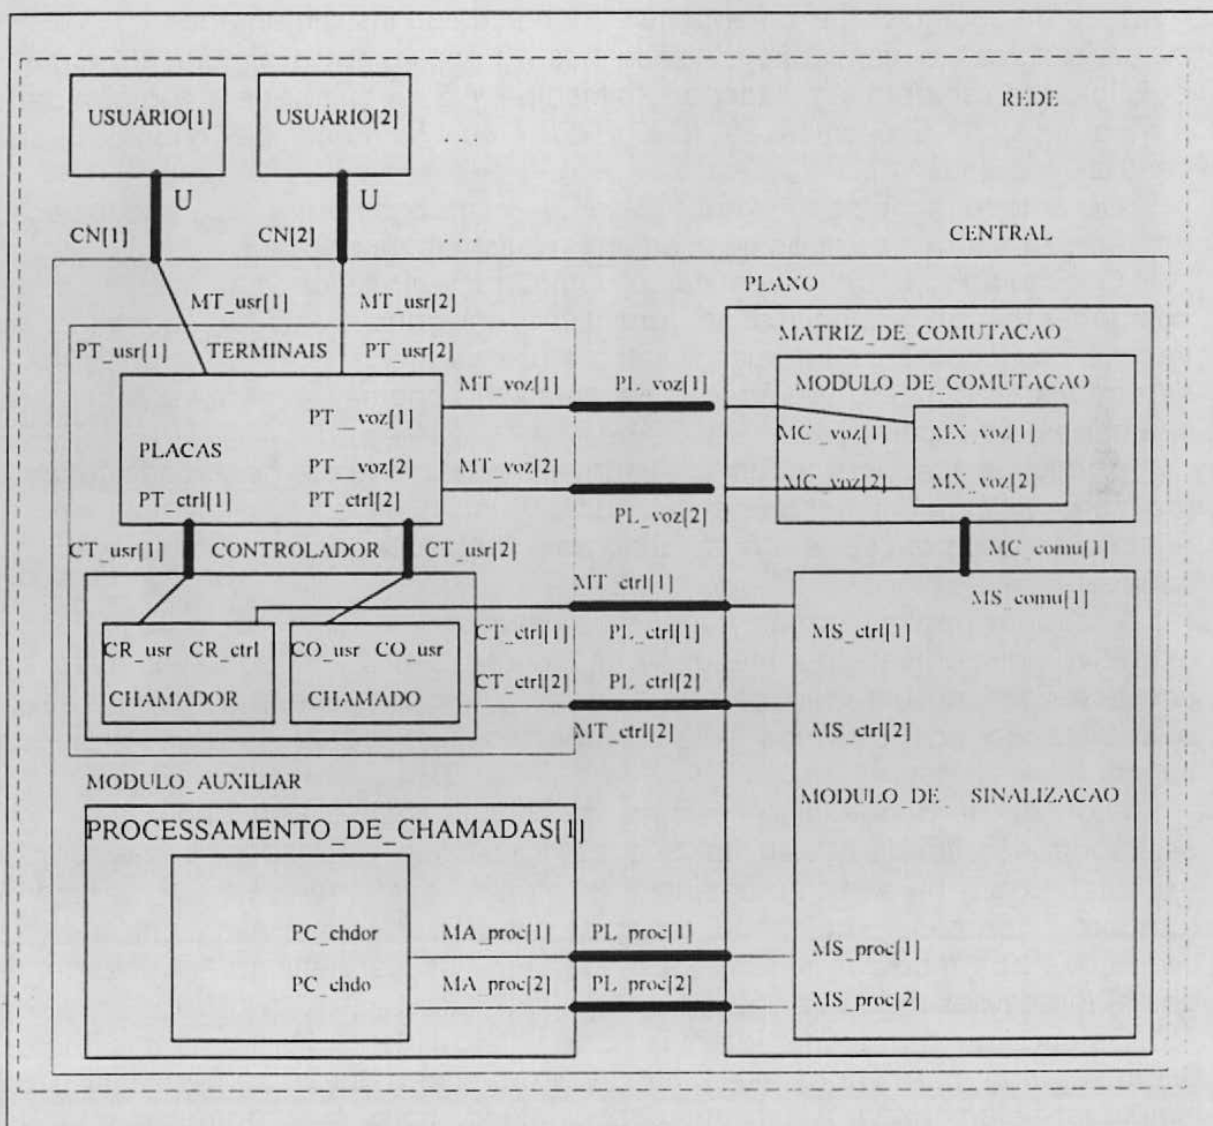 REDE
USUARIO[1]
USUARIO[2]
. . .
U
U
CN[1]
CN[2]
CENTRAL
MT_usr[1]
MT_usr[2]
PLANO
PT_usr[1]
TERMINAIS
PT_usr[2]
MATRIZ_DE_COMUTACAO
MT_voz[1]
PL_voz[1]
MODULO_DE_COMUTACAO
PT_voz[1]
MC_voz[1]
MX_voz[1]
PLACAS
PT_voz[2]
MT_voz[2]
MC_voz[2]
MX_voz[2]
PT_ctrl[1]
PT_ctrl[2]
PL_voz[2]
CT_usr[1]
CONTROLADOR
CT_usr[2]
MC_comu[1]
MT_ctrl[1]
MS_comu[1]
CT_ctrl[1]
PL_ctrl[1]
MS_ctrl[1]
CR_usr
CR_ctrl
CO_usr
CO_usr
CT_ctrl[2]
PL_ctrl[2]
CHAMADOR
CHAMADO
MT_ctrl[2]
MS_ctrl[2]
MODULO_AUXILIAR
MODULO_DE_SINALIZACAO
PROCESSAMENTO_DE_CHAMADAS[1]
PC_chdor
MA_proc[1]
PL_proc[1]
MS_proc[1]
PC_chdo
MA_proc[2]
PL_proc[2]
MS_proc[2]